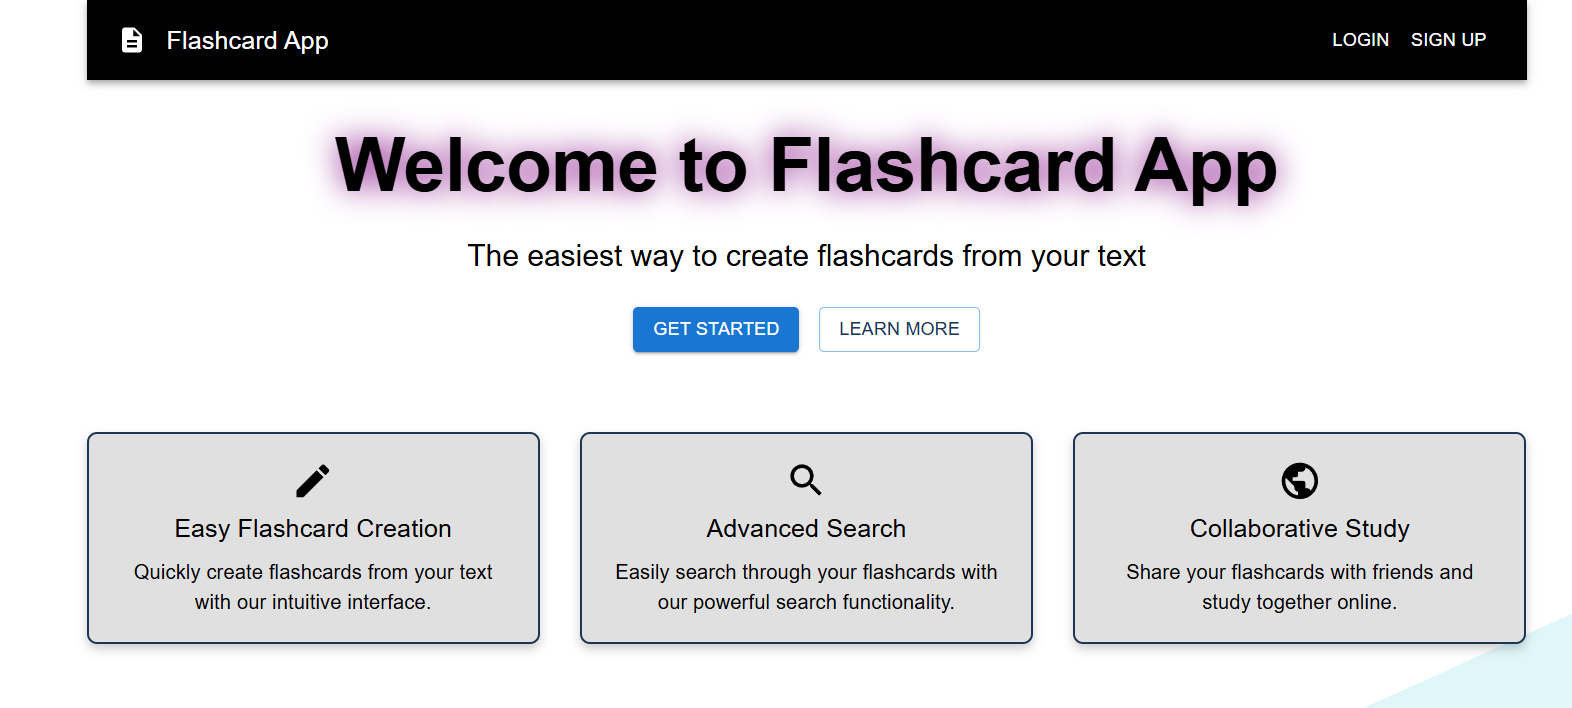 Flashcard App
LOGIN
SIGN UP
Welcome to Flashcard App
The easiest way to create flashcards from your text
GET STARTED
LEARN MORE
Easy Flashcard Creation
Quickly create flashcards from your text
with our intuitive interface.
Advanced Search
Easily search through your flashcards with
our powerful search functionality.
Collaborative Study
Share your flashcards with friends and
study together online.